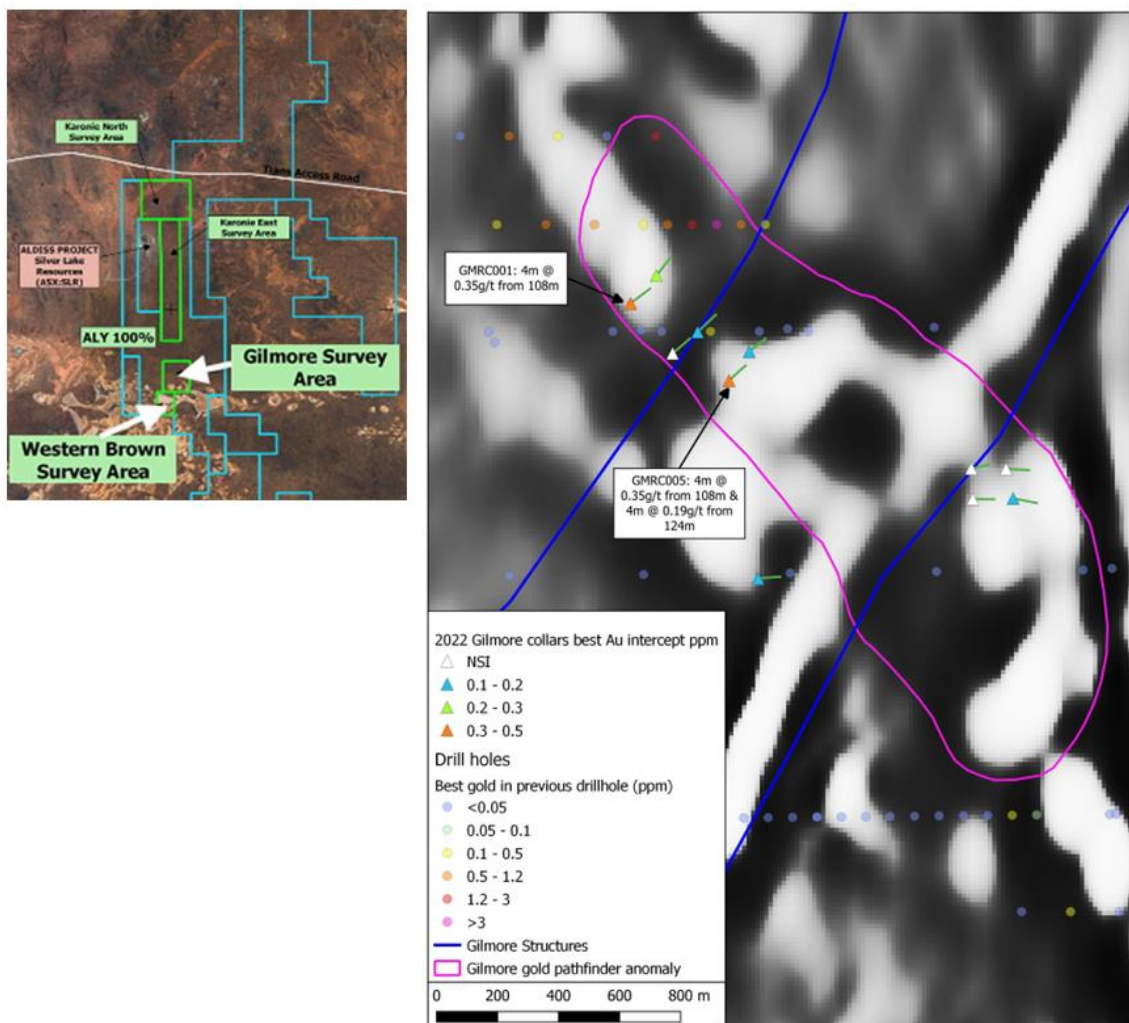 Karonie North
Survey Area
Trans Access Road
Karonie East
Survey Area
ALDISS PROJECT
Silver Lake
Resources
(ASX:SLR)
ALY 100%
Gilmore Survey
Area
Western Brown
Survey Area
GMRC001: 4m @
0.35g/t from 108m
GMRC005: 4m @
0.35g/t from 108m &
4m @ 0.19g/t from
124m
2022 Gilmore collars best Au intercept ppm
NSI
0.1 - 0.2
0.2 - 0.3
0.3 - 0.5
Drill holes
Best gold in previous drillhole (ppm)
<0.05
0.05 - 0.1
0.1 - 0.5
0.5 - 1.2
1.2 - 3
>3
Gilmore Structures
Gilmore gold pathfinder anomaly
0 200 400 600 800 m